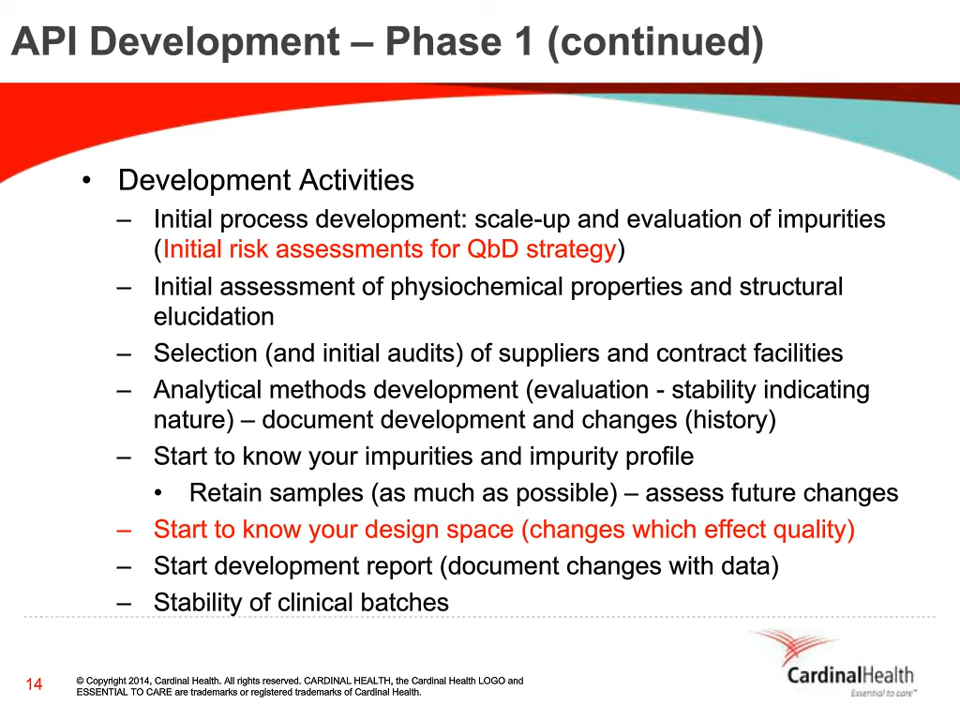 API Development – Phase 1 (continued)
• Development Activities
– Initial process development: scale-up and evaluation of impurities
(Initial risk assessments for QbD strategy)
– Initial assessment of physiochemical properties and structural
elucidation
– Selection (and initial audits) of suppliers and contract facilities
– Analytical methods development (evaluation - stability indicating
nature) – document development and changes (history)
– Start to know your impurities and impurity profile
• Retain samples (as much as possible) – assess future changes
– Start to know your design space (changes which effect quality)
– Start development report (document changes with data)
– Stability of clinical batches
14
© Copyright 2014, Cardinal Health. All rights reserved. CARDINAL HEALTH, the Cardinal Health LOGO and
ESSENTIAL TO CARE are trademarks or registered trademarks of Cardinal Health.
CardinalHealth
Essential to care™